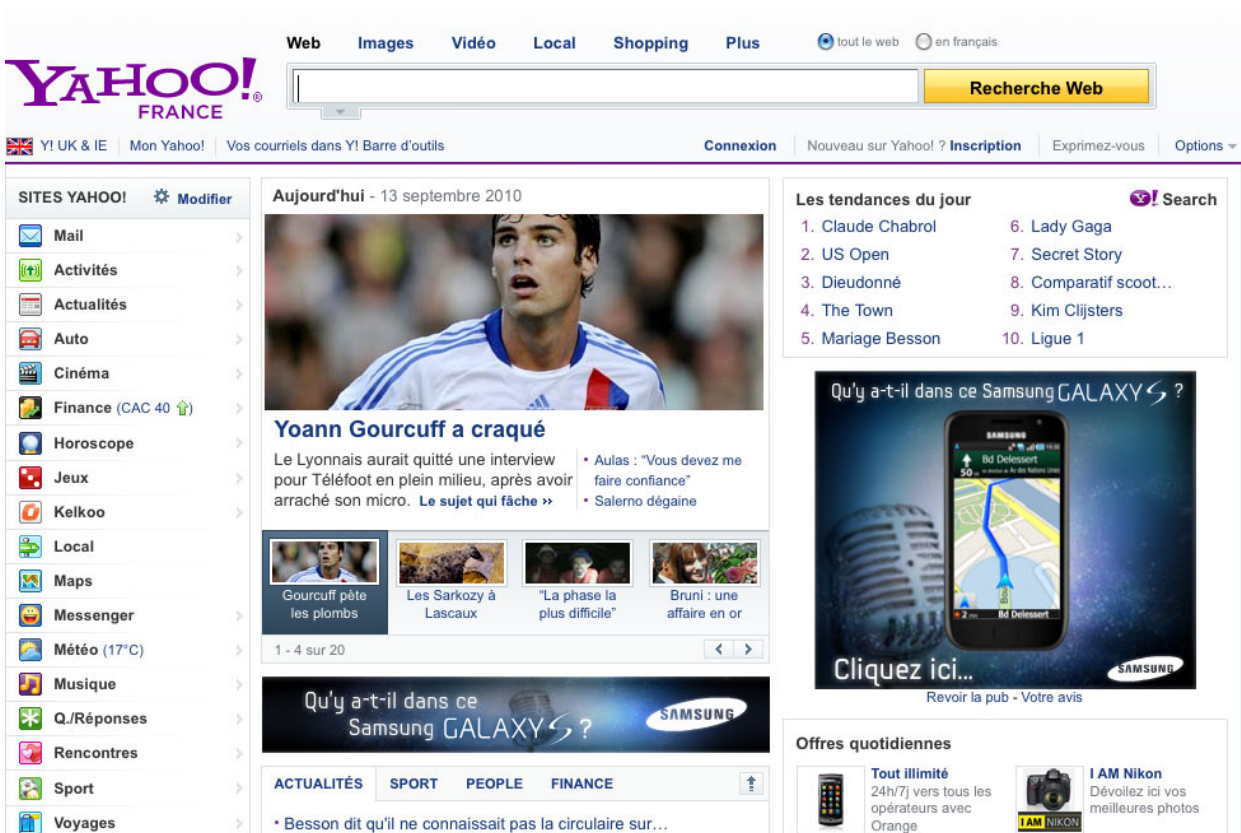 Web Images Vidéo Local Shopping Plus tout le web en français
YAHOO!®
FRANCE
Recherche Web
Y! UK & IE Mon Yahoo! Vos courriels dans Y! Barre d'outils Connexion Nouveau sur Yahoo! ? Inscription Exprimez-vous Options
SITES YAHOO! Modifier
Mail
Activités
Actualités
Auto
Cinéma
Finance (CAC 40 )
Horoscope
Jeux
Kelkoo
Local
Maps
Messenger
Météo (17°C)
Musique
Q./Réponses
Rencontres
Sport
Voyages
Aujourd'hui - 13 septembre 2010
Yoann Gourcuff a craqué
Le Lyonnais aurait quitté une interview
pour Téléfoot en plein milieu, après avoir
arraché son micro. Le sujet qui fâche ››
• Aulas : "Vous devez me
faire confiance"
• Salerno dégaine
Gourcuff pète
les plombs
Les Sarkozy à
Lascaux
"La phase la
plus difficile"
Bruni : une
affaire en or
1 - 4 sur 20
Qu'y a-t-il dans ce
Samsung GALAXY S ?
SAMSUNG
ACTUALITÉS SPORT PEOPLE FINANCE
• Besson dit qu'il ne connaissait pas la circulaire sur…
Les tendances du jour Y! Search
1. Claude Chabrol
2. US Open
3. Dieudonné
4. The Town
5. Mariage Besson
6. Lady Gaga
7. Secret Story
8. Comparatif scoot…
9. Kim Clijsters
10. Ligue 1
Qu'y a-t-il dans ce Samsung GALAXY S ?
SAMSUNG
Bd Delessert
50
Av des Nations Unies
Bd Delessert
Cliquez ici...
SAMSUNG
Revoir la pub - Votre avis
Offres quotidiennes
Tout illimité
24h/7j vers tous les
opérateurs avec
Orange
I AM Nikon
Dévoilez ici vos
meilleures photos
I AM NIKON